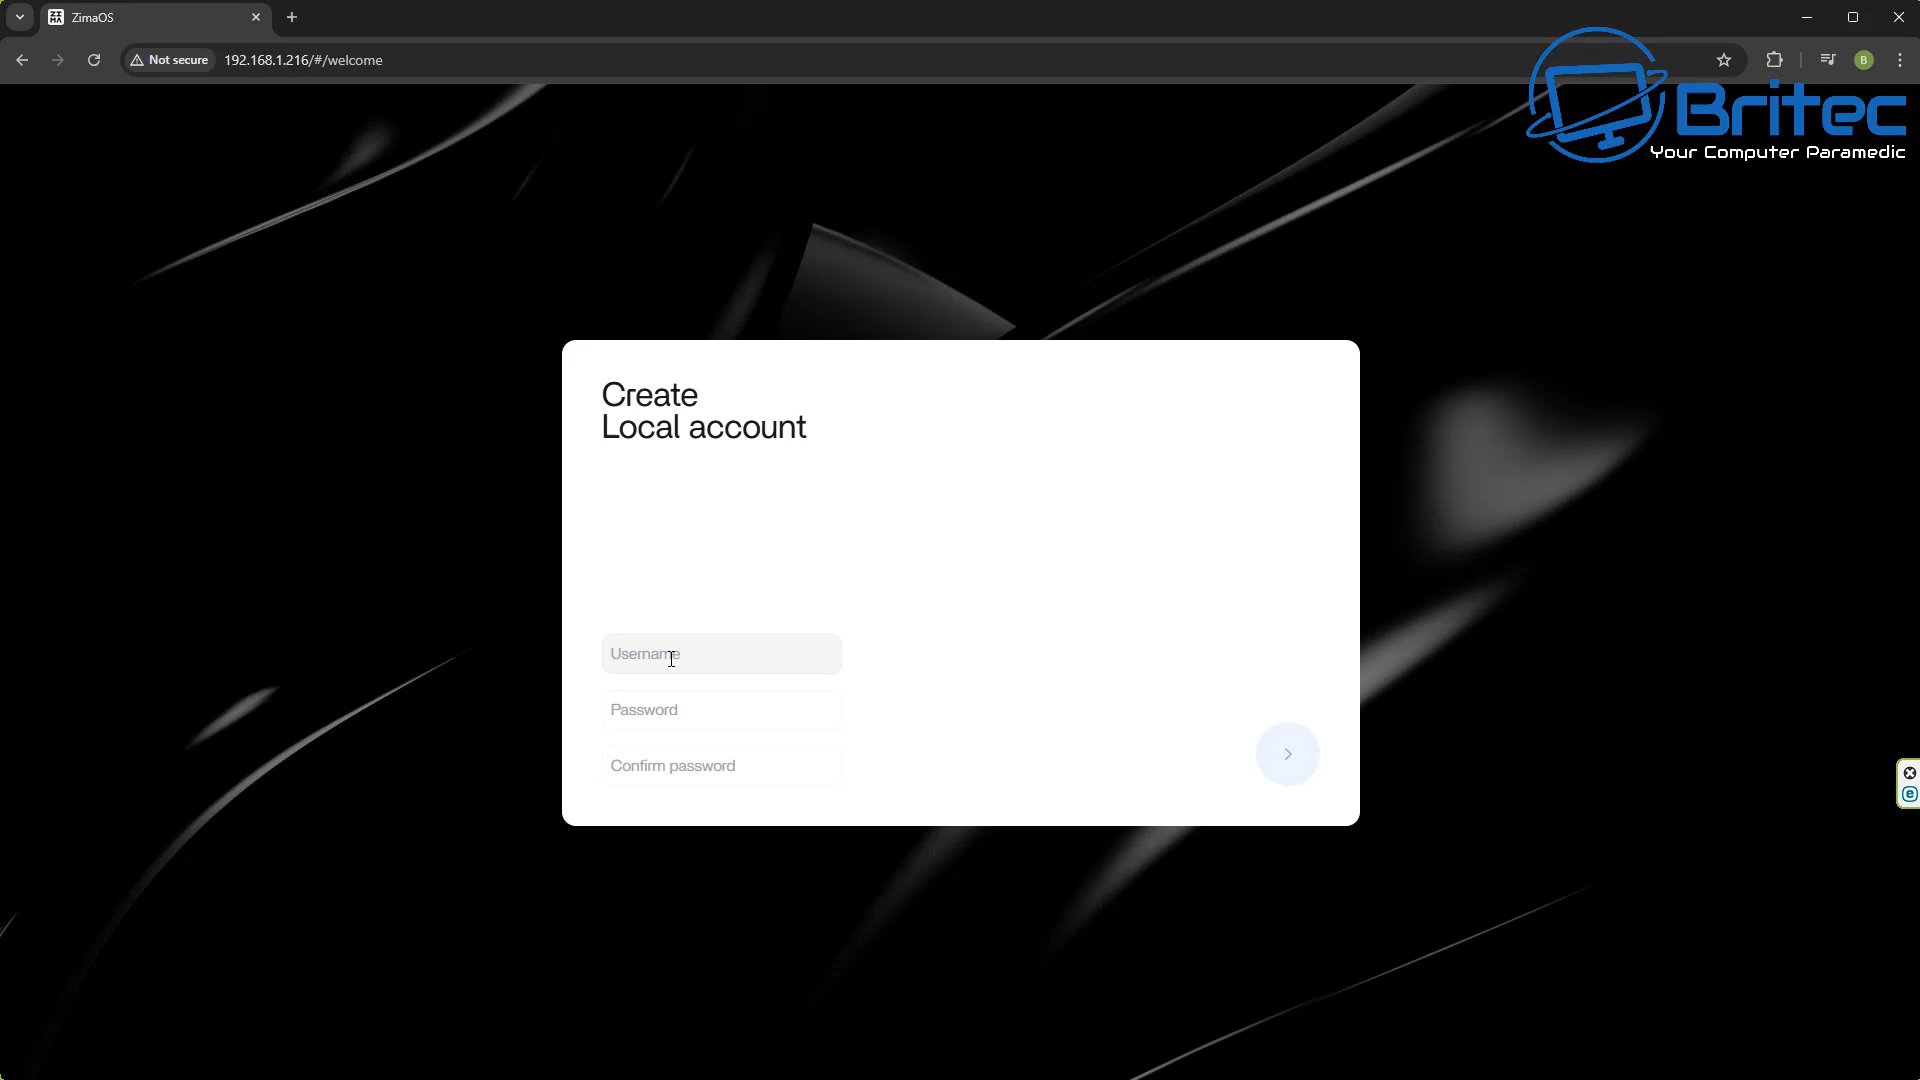 ZimaOS
Not secure
192.168.1.216/#/welcome
B
Britec
Your Computer Paramedic
Create
Local account
Username
Password
Confirm password
e